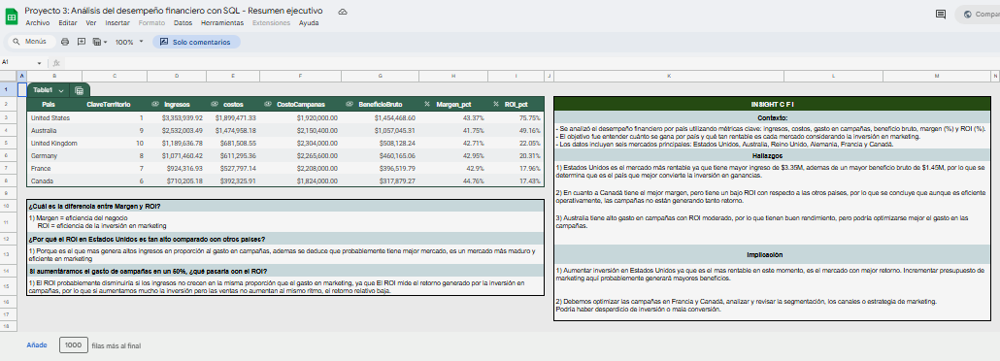 Proyecto 3: Análisis del desempeño financiero con SQL - Resumen ejecutivo
Archivo Editar Ver Insertar Formato Datos Herramientas Extensiones Ayuda
Menús 100% Solo comentarios
A1 fx
A B C D E F G H I J K L M N
Table1
País ClaveTerritorio Ingresos costos CostoCampanas BeneficioBruto % Margen_pct % ROI_pct
United States 1 $3,353,939.92 $1,899,471.33 $1,920,000.00 $1,454,468.60 43.37% 75.75%
Australia 9 $2,532,003.49 $1,474,958.18 $2,150,400.00 $1,057,045.31 41.75% 49.16%
United Kingdom 10 $1,189,636.78 $681,508.55 $2,304,000.00 $508,128.24 42.71% 22.05%
Germany 8 $1,071,460.42 $611,295.36 $2,265,600.00 $460,165.06 42.95% 20.31%
France 7 $924,316.93 $527,797.14 $2,208,000.00 $396,519.79 42.9% 17.96%
Canada 6 $710,205.18 $392,325.91 $1,824,000.00 $317,879.27 44.76% 17.43%
¿Cuál es la diferencia entre Margen y ROI?
1) Margen = eficiencia del negocio
ROI = eficiencia de la inversión en marketing
¿Por qué el ROI en Estados Unidos es tan alto comparado con otros países?
1) Porque es el que mas genera altos ingresos en proporción al gasto en campañas, ademas se deduce que probablemente tiene mejor mercado, es un mercado más maduro y
eficiente en marketing
Si aumentáramos el gasto de campañas en un 50%, ¿qué pasaría con el ROI?
1) El ROI probablemente disminuiría si los ingresos no crecen en la misma proporción que el gasto en marketing, ya que El ROI mide el retorno generado por la inversión en
campañas, por lo que si aumentamos mucho la inversión pero las ventas no aumentan al mismo ritmo, el retorno relativo baja.
INSIGHT C F I
Contexto:
- Se analizó el desempeño financiero por país utilizando métricas clave: ingresos, costos, gasto en campañas, beneficio bruto, margen (%) y ROI (%).
- El objetivo fue entender cuánto se gana por país y qué tan rentable es cada mercado considerando la inversión en marketing.
- Los datos incluyen seis mercados principales: Estados Unidos, Australia, Reino Unido, Alemania, Francia y Canadá.
Hallazgos
1) Estados Unidos es el mercado más rentable ya que tiene mayor ingreso de $3.35M, ademas de un mayor beneficio bruto de $1.45M, por lo que se
determina que es el país que mejor convierte la inversión en ganancias.
2) En cuanto a Canadá tiene el mejor margen, pero tiene un bajo ROI con respecto a las otros países, por lo que se concluye que aunque es eficiente
operativamente, las campañas no están generando tanto retorno.
3) Australia tiene alto gasto en campañas con ROI moderado, por lo que tienen buen rendimiento, pero podría optimizarse mejor el gasto en las
campañas.
Implicación
1) Aumentar inversión en Estados Unidos ya que es el mas rentable en este momento, es el mercado con mejor retorno. Incrementar presupuesto de
marketing aquí probablemente generará mayores beneficios.
2) Debemos optimizar las campañas en Francia y Canadá, analizar y revisar la segmentación, los canales o estrategia de marketing.
Podría haber desperdicio de inversión o mala conversión.
Añade 1000 filas más al final